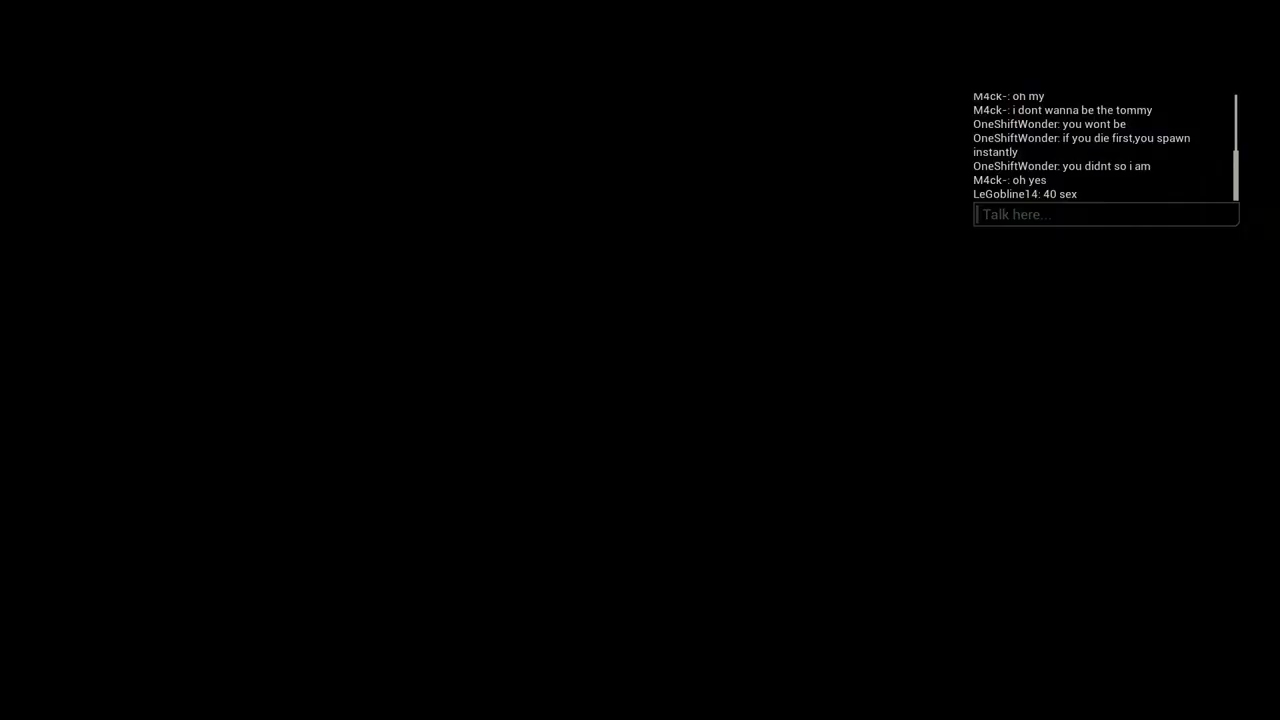 M4ck-: oh my
M4ck-: i dont wanna be the tommy
OneShiftWonder: you wont be
OneShiftWonder: if you die first,you spawn
instantly
OneShiftWonder: you didnt so i am
M4ck-: oh yes
LeGobline14: 40 sex
Talk here...